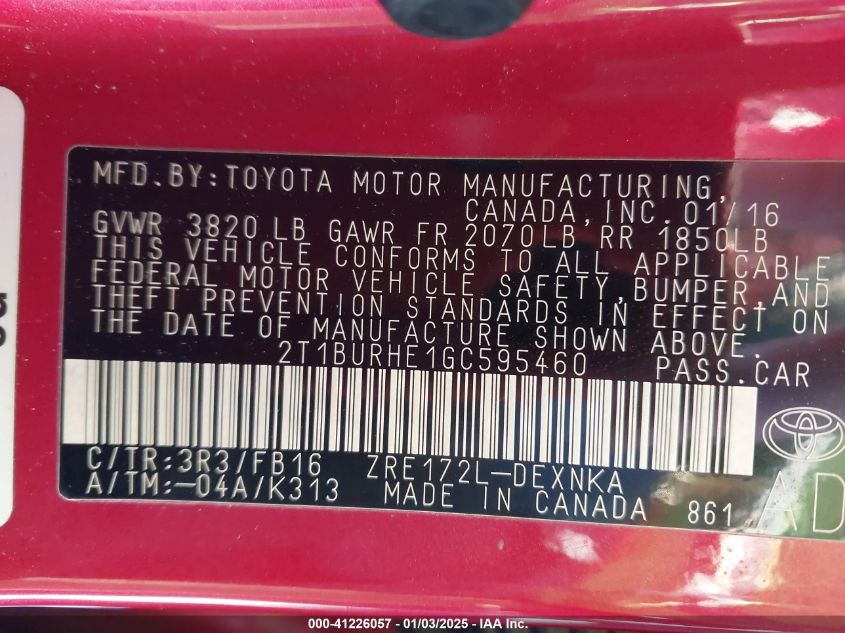 MFD.BY:TOYOTA MOTOR MANUFACTURING,
CANADA,INC. 01/16
GVWR 3820 LB GAWR FR 2070LB RR 1850LB
THIS VEHICLE CONFORMS TO ALL APPLICABLE
FEDERAL MOTOR VEHICLE SAFETY,BUMPER,AND
THEFT PREVENTION STANDARDS IN EFFECT ON
THE DATE OF MANUFACTURE SHOWN ABOVE.
2T1BURHE1GC595460 PASS.CAR
C/TR:3R3/FB16 ZRE172L-DEXNKA
A/TM:-04A/K313 MADE IN CANADA 861 AD
000-41226057 - 01/03/2025 - IAA Inc.